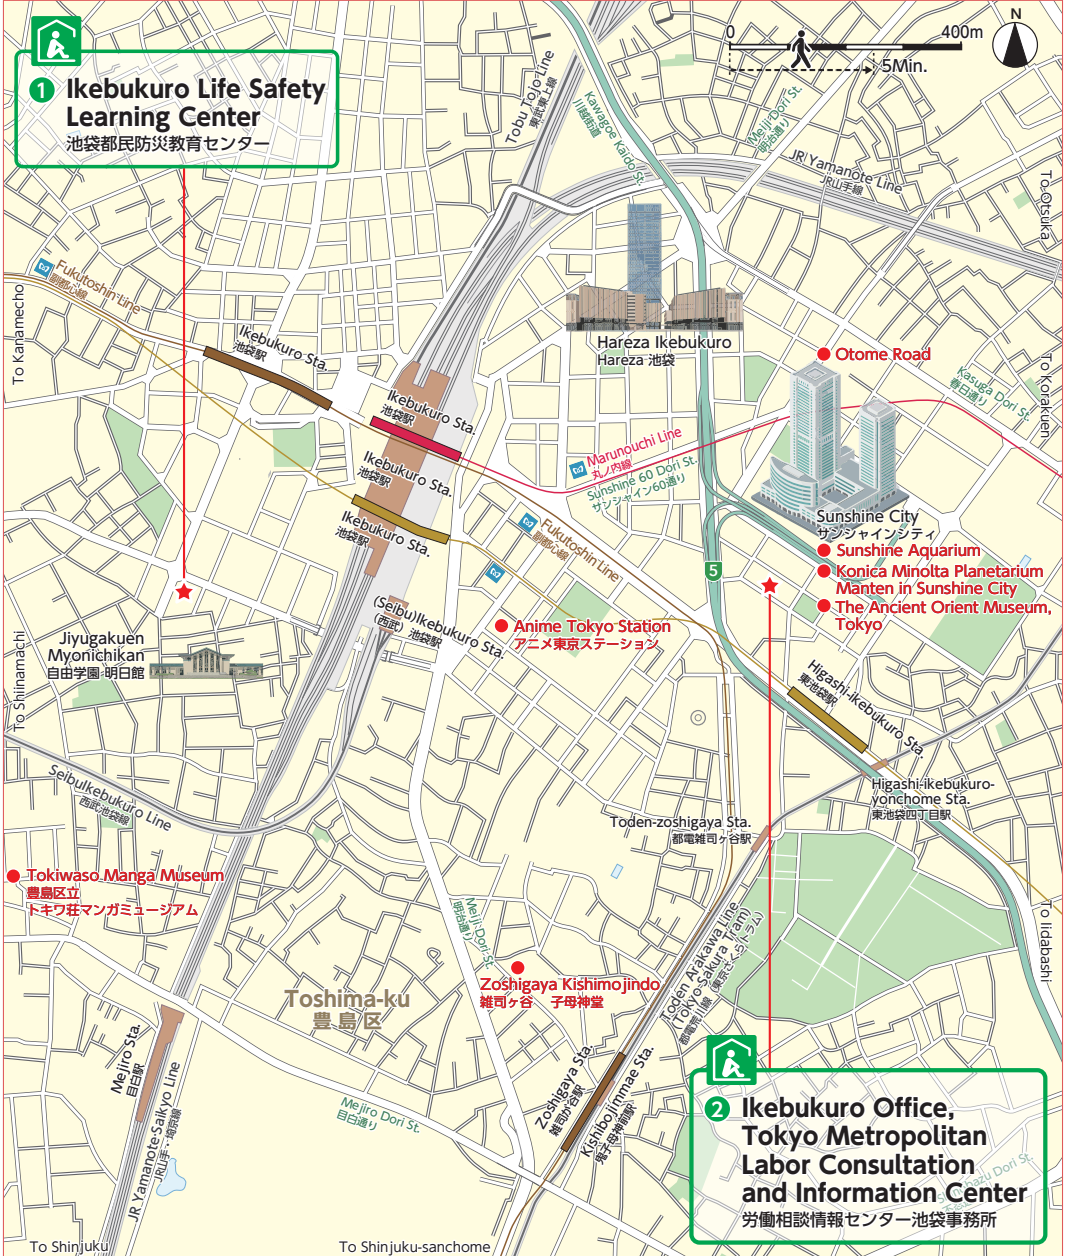 1 Ikebukuro Life Safety
Learning Center
池袋都民防災教育センター
0 400m
5Min.
N
Tobu Tojo Line
東武東上線
Kawagoe Kaido St.
川越街道
Meiji-Dori St.
明治通り
JR Yamanote Line
JR山手線
To Otsuka
Fukutoshin Line
副都心線
To Kanamecho
Ikebukuro Sta.
池袋駅
Hareza Ikebukuro
Hareza 池袋
Otome Road
Kasuga Dori St.
春日通り
To Korakuen
Ikebukuro Sta.
池袋駅
Marunouchi Line
丸ノ内線
Sunshine 60 Dori St.
サンシャイン60通り
Ikebukuro Sta.
池袋駅
Ikebukuro Sta.
池袋駅
Fukutoshin Line
副都心線
Sunshine City
サンシャインシティ
Sunshine Aquarium
Konica Minolta Planetarium
Manten in Sunshine City
The Ancient Orient Museum,
Tokyo
5
(Seibu)Ikebukuro Sta.
(西武) 池袋駅
Anime Tokyo Station
アニメ東京ステーション
Jiyugakuen
Myonichikan
自由学園 明日館
To Shiinamachi
Higashi-ikebukuro Sta.
東池袋駅
SeibuIkebukuro Line
西武池袋線
Higashi-ikebukuro-
yonchome Sta.
東池袋四丁目駅
Toden-zoshigaya Sta.
都電雑司ヶ谷駅
Tokiwaso Manga Museum
豊島区立
トキワ荘マンガミュージアム
Meiji-Dori-St.
明治通り
Toden Arakawa Line
(Tokyo Sakura Tram)
都電荒川線(東京さくらトラム)
To Iidabashi
Zoshigaya Kishimojindo
雑司ヶ谷 子母神堂
Toshima-ku
豊島区
Mejiro Sta.
目白駅
JR Yamanote-Saikyo Line
JR山手・埼京線
Mejiro Dori St.
目白通り
Zoshigaya Sta.
雑司が谷駅
Kishibojimmae Sta.
鬼子母神前駅
2 Ikebukuro Office,
Tokyo Metropolitan
Labor Consultation
and Information Center
労働相談情報センター池袋事務所
To Shinjuku
To Shinjuku-sanchome